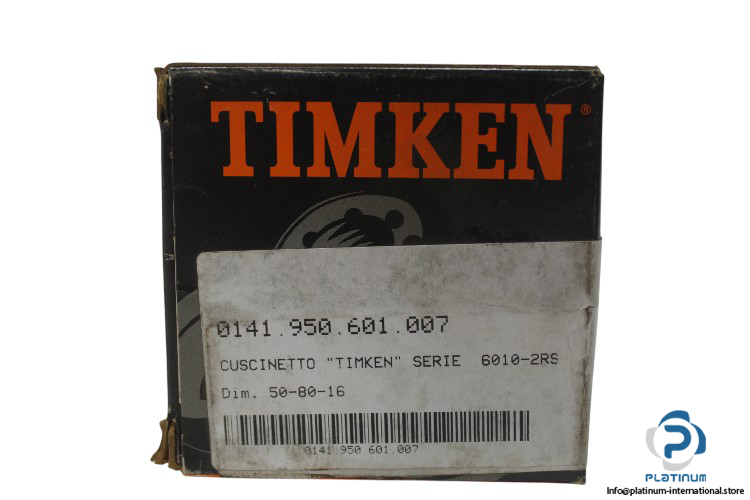 TIMKEN®
0141.950.601.007
CUSCINETTO "TIMKEN" SERIE 6010-2RS
Dim. 50-80-16
0141.950.601.007
PLATINUM
Info@platinum-international.store